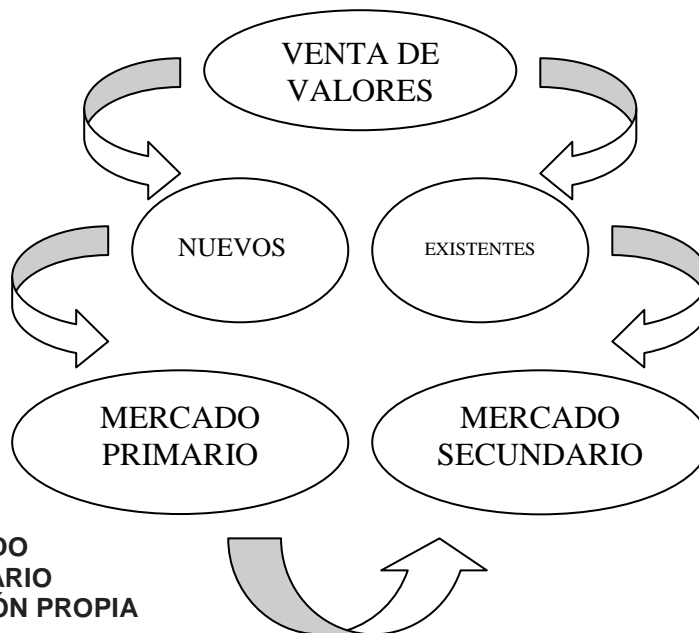 VENTA DE
VALORES
NUEVOS
EXISTENTES
MERCADO
PRIMARIO
MERCADO
SECUNDARIO
DO
ARIO
ÓN PROPIA